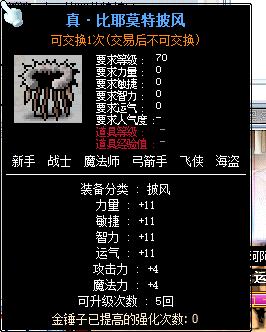 真·比耶莫特披风
可交换1次(交易后不可交换)
要求等级: 70
要求力量: 0
要求敏捷: 0
要求智力: 0
要求运气: 0
要求人气度: -
道具等级: -
道具经验值: -
新手 战士 魔法师 弓箭手 飞侠 海盗
装备分类 : 披风
力量 : +11
敏捷 : +11
智力 : +11
运气 : +11
攻击力 : +4
魔法力 : +4
可升级次数 : 5回
金锤子已提高的强化次数: 0